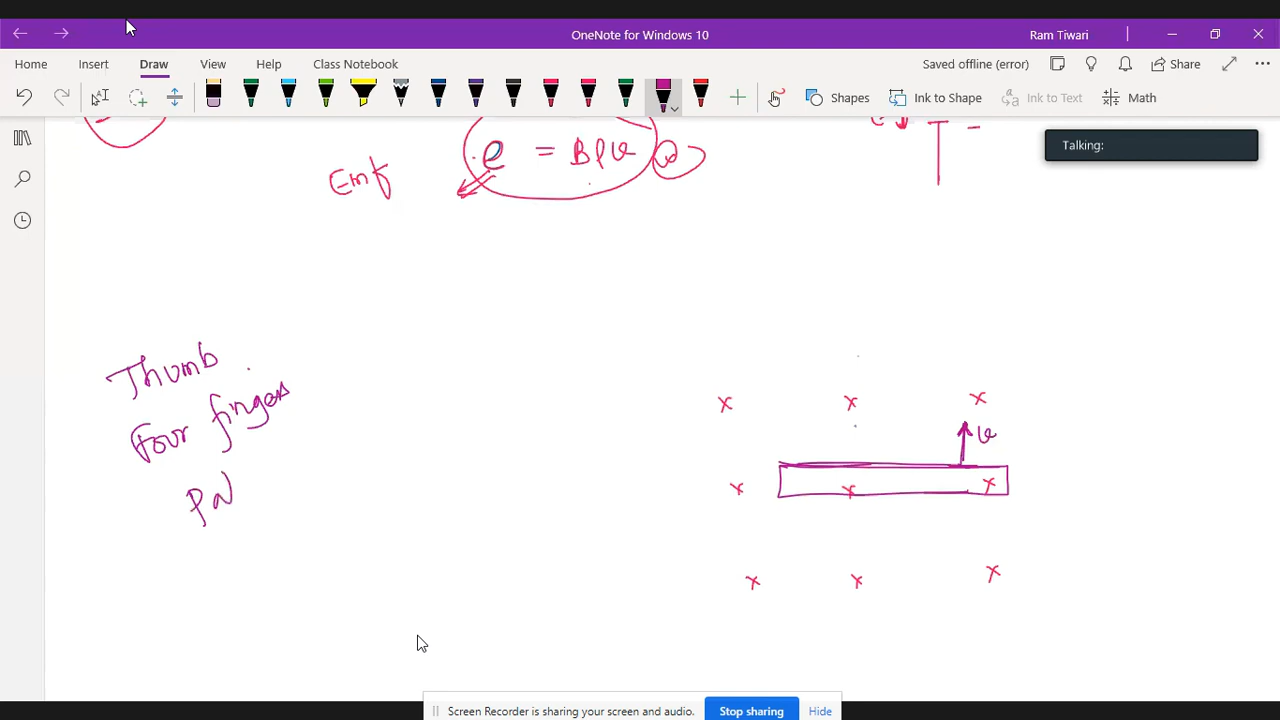 OneNote for Windows 10
Ram Tiwari
Home Insert Draw View Help Class Notebook
Saved offline (error) Share
Shapes Ink to Shape Ink to Text Math
Talking:
Emf e = Blv
Thumb
Four fingers
x x x
v
x x x
x x x
Screen Recorder is sharing your screen and audio. Stop sharing Hide